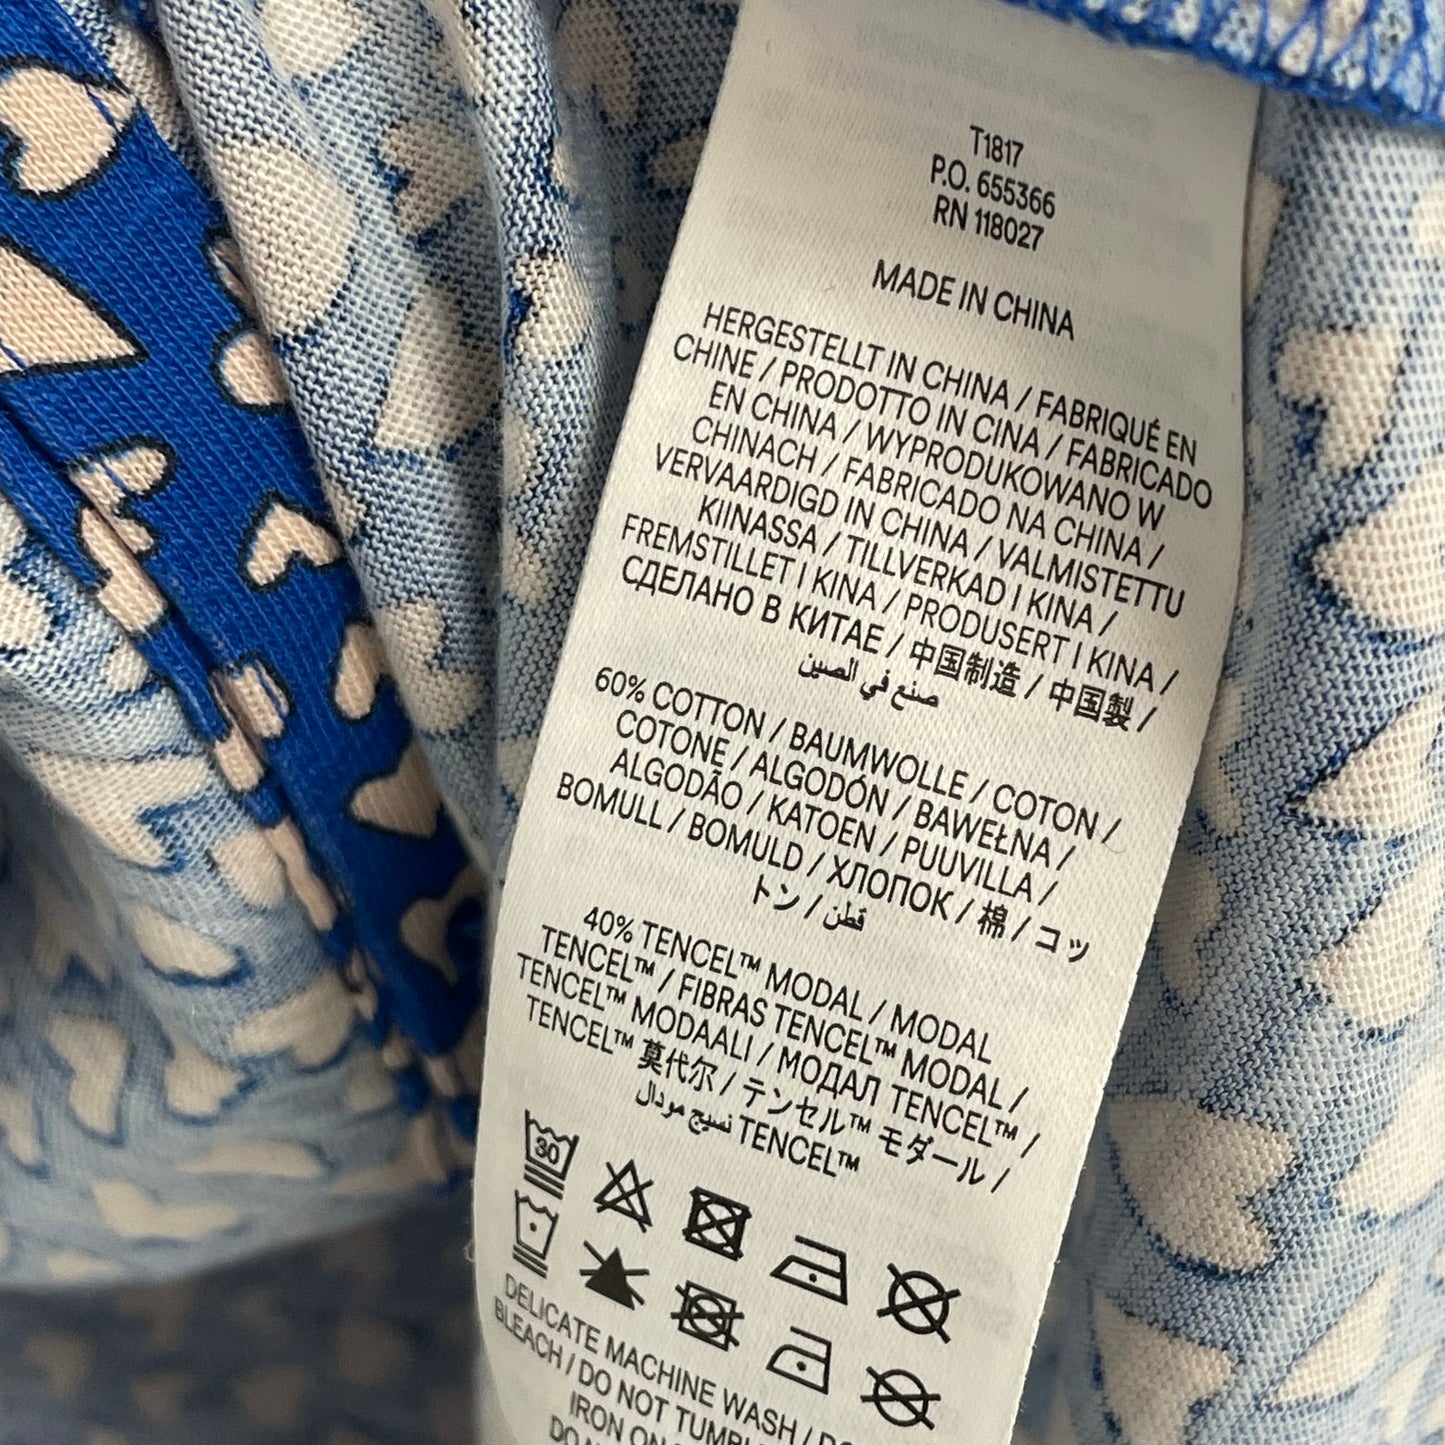 T1817
P.O. 655366
RN 118027
MADE IN CHINA
HERGESTELLT IN CHINA / FABRIQUÉ EN
CHINE / PRODOTTO IN CINA / FABRICADO
EN CHINA / WYPRODUKOWANO W
CHINACH / FABRICADO NA CHINA /
VERVAARDIGD IN CHINA / VALMISTETTU
KIINASSA / TILLVERKAD I KINA /
FREMSTILLET I KINA / PRODUSERT I KINA /
СДЕЛАНО В КИТАЕ / 中国制造 / 中国製 /
صنع في الصين
60% COTTON / BAUMWOLLE / COTON /
COTONE / ALGODÓN / BAWEŁNA /
ALGODÃO / KATOEN / PUUVILLA /
BOMULL / BOMULD / ХЛОПОК / 棉 / コッ
トン / قطن
40% TENCEL™ MODAL / MODAL
TENCEL™ / FIBRAS TENCEL™ MODAL /
TENCEL™ MODAALI / МОДАЛ TENCEL™ /
TENCEL™ 莫代尔 / テンセル™ モダール /
نسيج مودال TENCEL™
30
DELICATE MACHINE WASH / DO
BLEACH / DO NOT TUMB
IRON ON
DO N